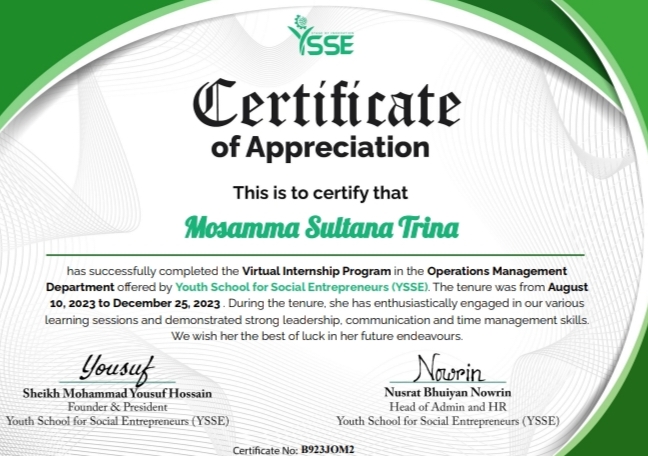 YSSE
Certificate
of Appreciation
This is to certify that
Mosamma Sultana Trina
has successfully completed the Virtual Internship Program in the Operations Management
Department offered by Youth School for Social Entrepreneurs (YSSE). The tenure was from August
10, 2023 to December 25, 2023 . During the tenure, she has enthusiastically engaged in our various
learning sessions and demonstrated strong leadership, communication and time management skills.
We wish her the best of luck in her future endeavours.
Yousuf
Sheikh Mohammad Yousuf Hossain
Founder & President
Youth School for Social Entrepreneurs (YSSE)
Nowrin
Nusrat Bhuiyan Nowrin
Head of Admin and HR
Youth School for Social Entrepreneurs (YSSE)
Certificate No: B923JOM2